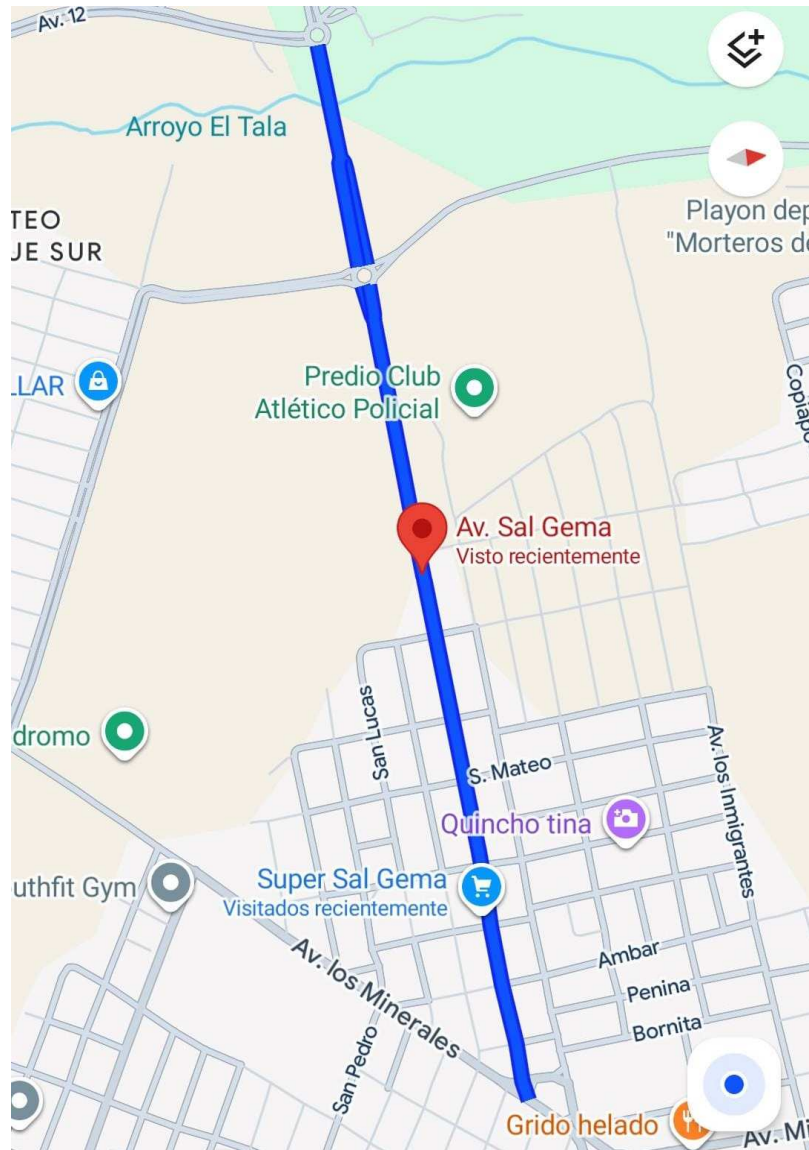 Av. 12
Arroyo El Tala
TEO
JE SUR
Playon dep
"Morteros de
LLAR
Predio Club
Atlético Policial
Copiapó
Av. Sal Gema
Visto recientemente
dromo
San Lucas
S. Mateo
Av. los Inmigrantes
Quincho tina
uthfit Gym
Super Sal Gema
Visitados recientemente
Av. los Minerales
Ambar
Penina
Bornita
San Pedro
Grido helado
Av. Mi